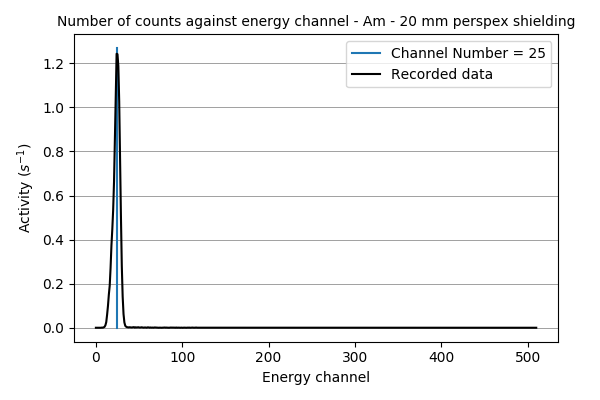 Number of counts against energy channel - Am - 20 mm perspex shielding
Channel Number = 25
Recorded data
Activity (s⁻¹)
1.2
1.0
0.8
0.6
0.4
0.2
0.0
0 100 200 300 400 500
Energy channel